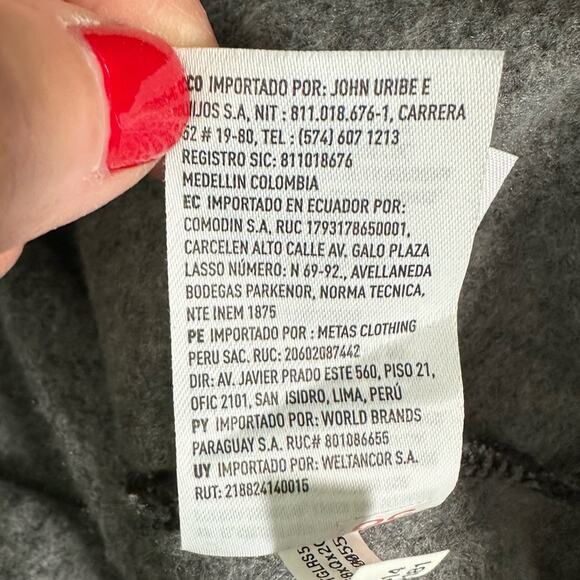 CO IMPORTADO POR: JOHN URIBE E
HIJOS S.A, NIT : 811.018.676-1, CARRERA
52 # 19-80, TEL : (574) 607 1213
REGISTRO SIC: 811018676
MEDELLIN COLOMBIA
EC IMPORTADO EN ECUADOR POR:
COMODIN S.A, RUC 1793178650001,
CARCELEN ALTO CALLE AV. GALO PLAZA
LASSO NÚMERO: N 69-92., AVELLANEDA
BODEGAS PARKENOR, NORMA TECNICA,
NTE INEM 1875
PE IMPORTADO POR : METAS CLOTHING
PERU SAC. RUC: 20602087442
DIR: AV. JAVIER PRADO ESTE 560, PISO 21,
OFIC 2101, SAN ISIDRO, LIMA, PERÚ
PY IMPORTADO POR: WORLD BRANDS
PARAGUAY S.A. RUC# 801086655
UY IMPORTADO POR: WELTANCOR S.A.
RUT: 218824140015